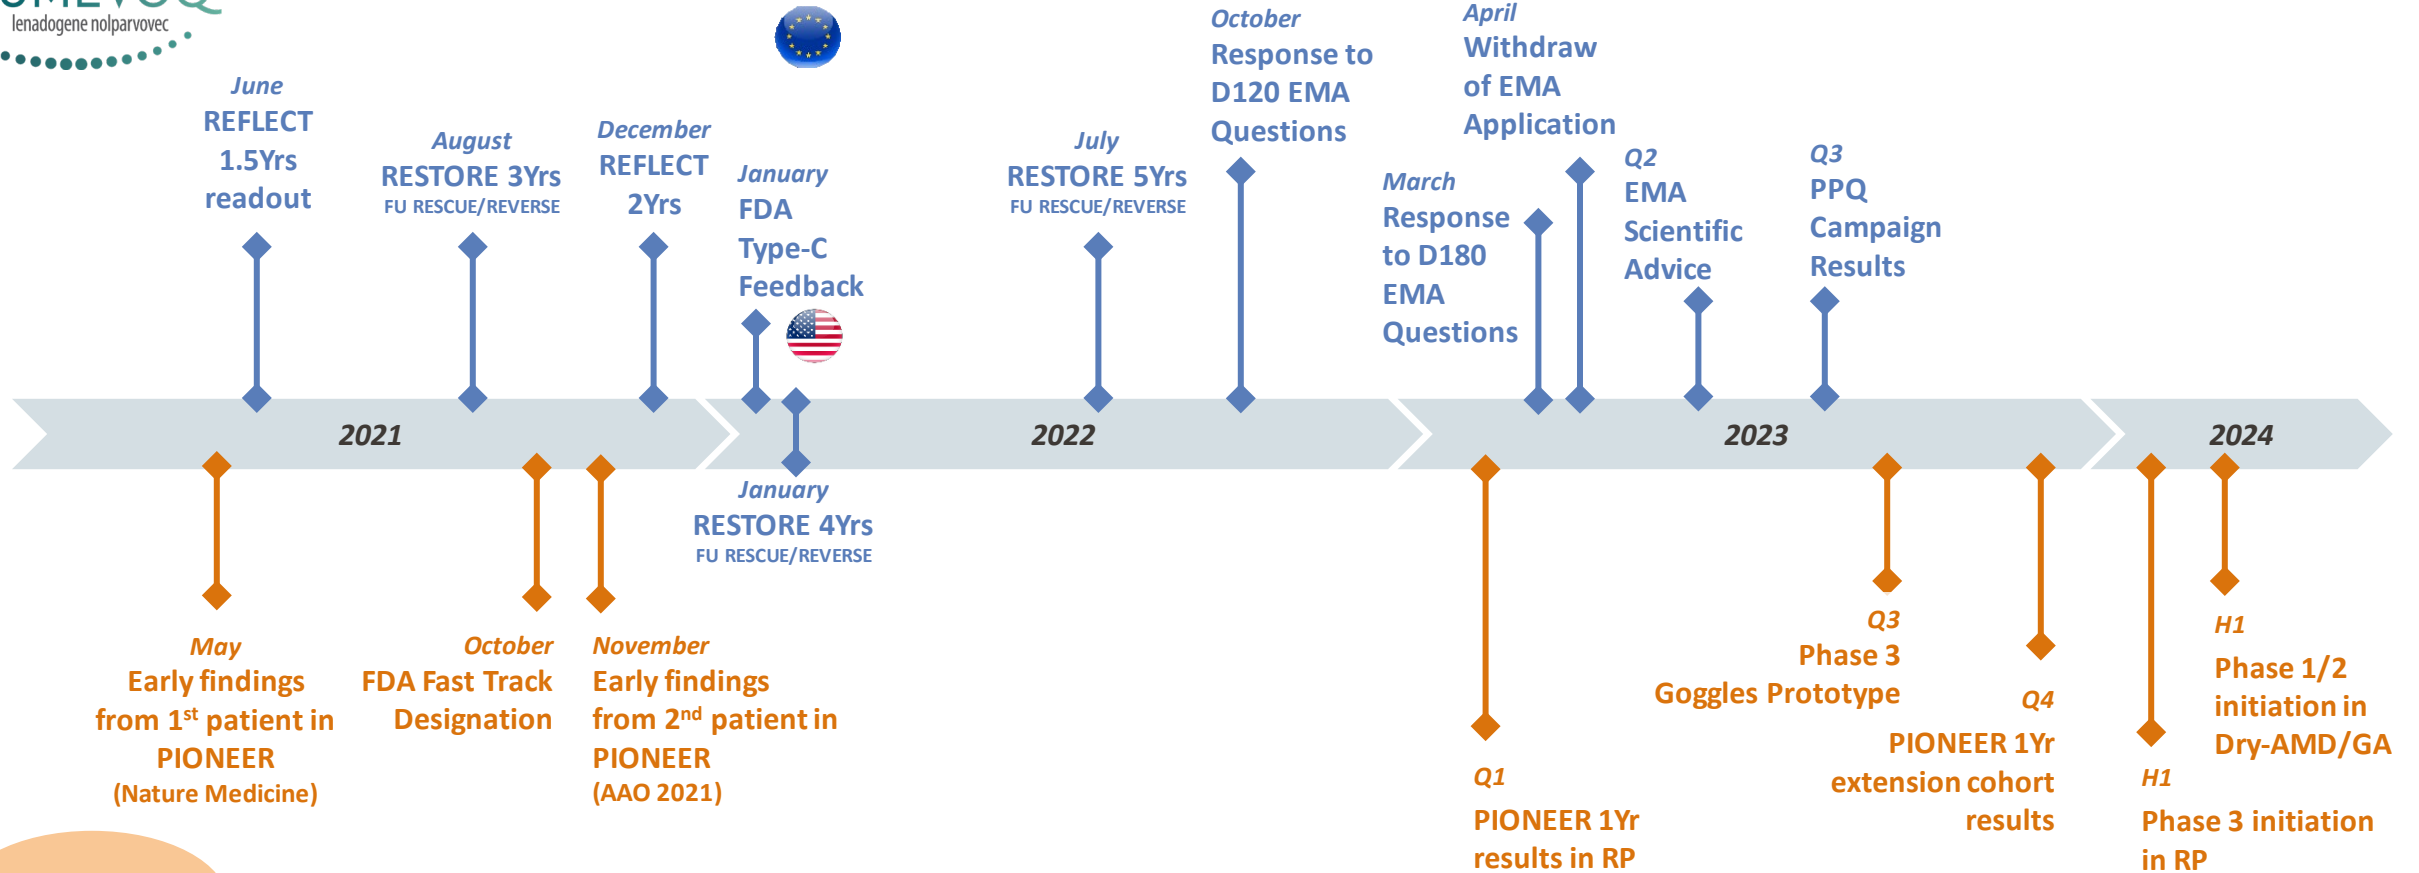 lenadogene nolparvovec
June
REFLECT
1.5Yrs
readout
August
RESTORE 3Yrs
FU RESCUE/REVERSE
December
REFLECT
2Yrs
January
FDA
Type-C
Feedback
July
RESTORE 5Yrs
FU RESCUE/REVERSE
October
Response to
D120 EMA
Questions
March
Response
to D180
EMA
Questions
April
Withdraw
of EMA
Application
Q2
EMA
Scientific
Advice
Q3
PPQ
Campaign
Results
2021
2022
2023
2024
January
RESTORE 4Yrs
FU RESCUE/REVERSE
May
Early findings
from 1st patient in
PIONEER
(Nature Medicine)
October
FDA Fast Track
Designation
November
Early findings
from 2nd patient in
PIONEER
(AAO 2021)
Q1
PIONEER 1Yr
results in RP
Q3
Phase 3
Goggles Prototype
Q4
PIONEER 1Yr
extension cohort
results
H1
Phase 3 initiation
in RP
H1
Phase 1/2
initiation in
Dry-AMD/GA